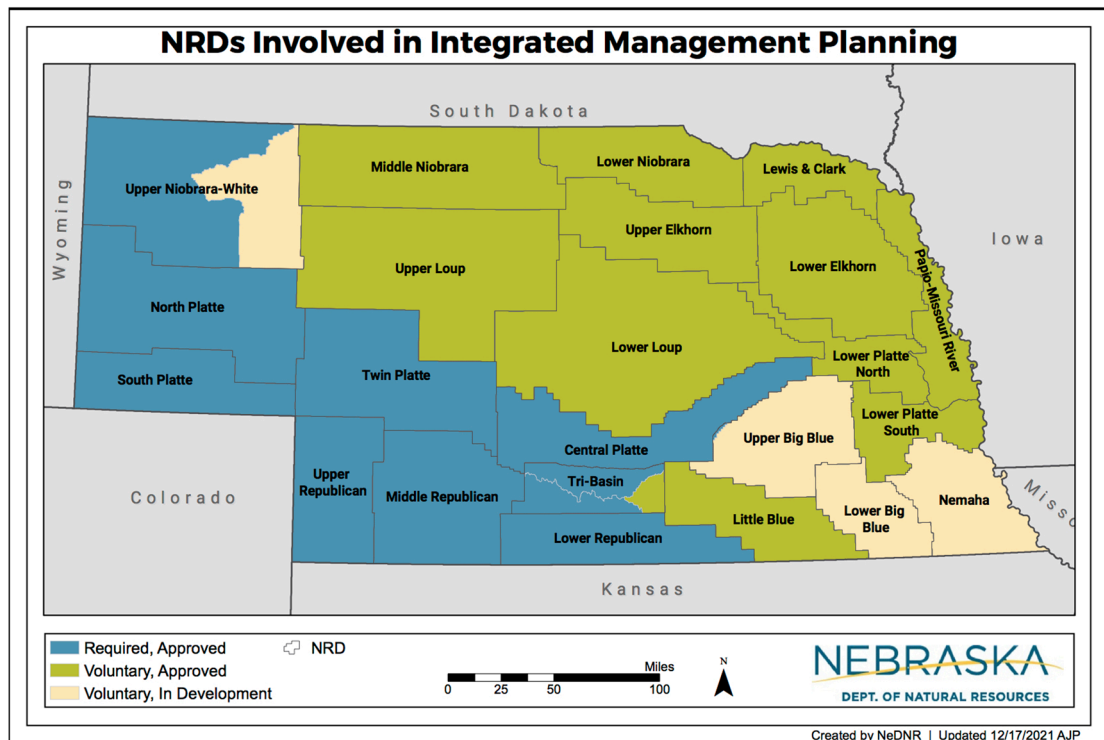 NRDs Involved in Integrated Management Planning
South Dakota
Wyoming
Iowa
Upper Niobrara-White
Middle Niobrara
Lower Niobrara
Lewis & Clark
Upper Elkhorn
Lower Elkhorn
Papio-Missouri River
Upper Loup
North Platte
Lower Loup
Lower Platte
North
South Platte
Twin Platte
Lower Platte
South
Central Platte
Upper Big Blue
Upper
Republican
Middle Republican
Tri-Basin
Nemaha
Little Blue
Lower Big
Blue
Lower Republican
Colorado
Kansas
Misso
Required, Approved
NRD
Voluntary, Approved
Voluntary, In Development
Miles
0 25 50 100
N
NEBRASKA
DEPT. OF NATURAL RESOURCES
Created by NeDNR | Updated 12/17/2021 AJP